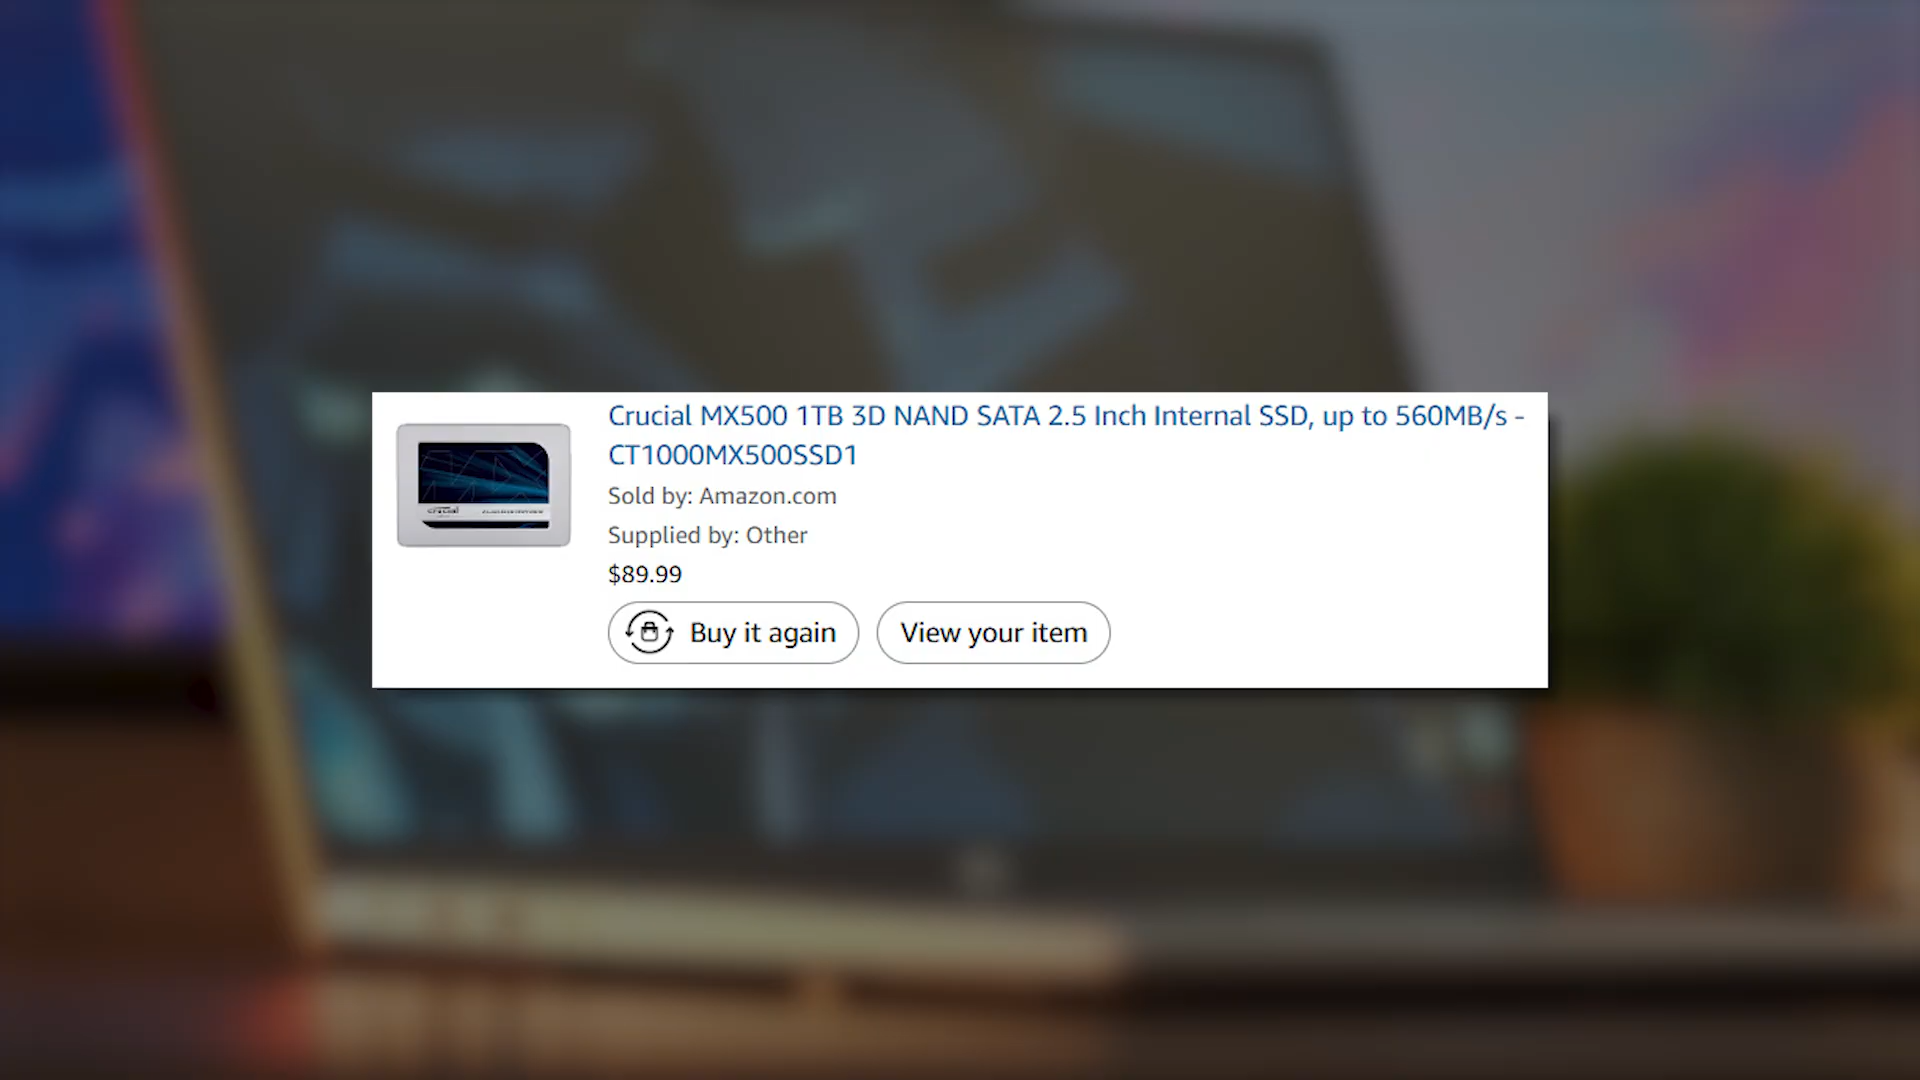 Crucial MX500 1TB 3D NAND SATA 2.5 Inch Internal SSD, up to 560MB/s -
CT1000MX500SSD1
Sold by: Amazon.com
Supplied by: Other
$89.99
Buy it again
View your item
crucial